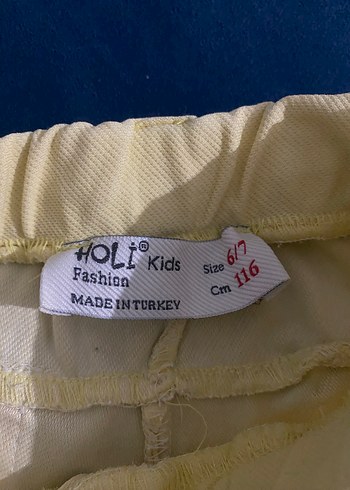 HOLİ® Kids
Fashion
MADE IN TURKEY
Size 6/7
Cm 116